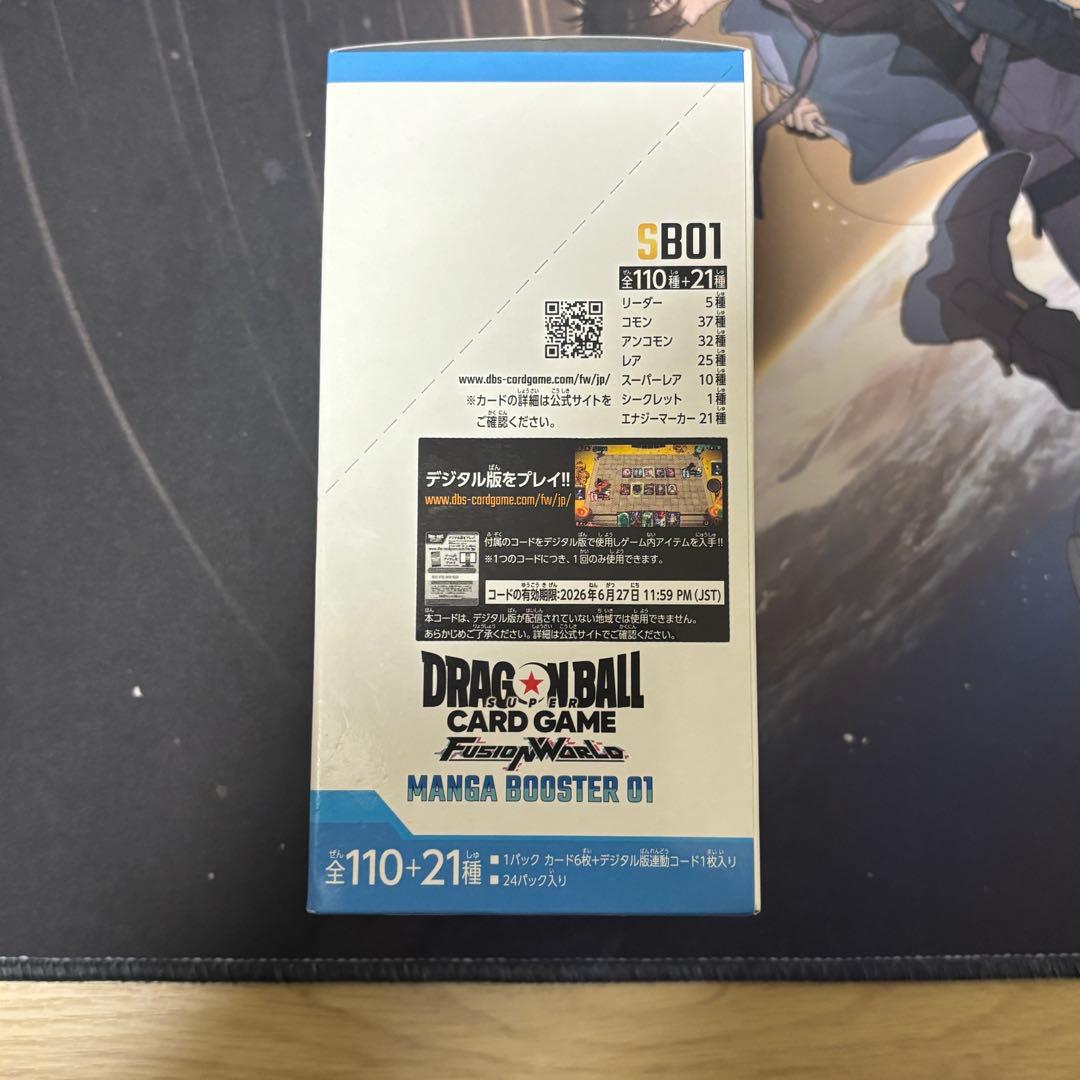 SB01
全110種+21種
リーダー 5種
コモン 37種
アンコモン 32種
レア 25種
スーパーレア 10種
シークレット 1種
エナジーマーカー 21種
www.dbs-cardgame.com/fw/jp/
※カードの詳細は公式サイトを
ご確認ください。
デジタル版をプレイ!!
www.dbs-cardgame.com/fw/jp/
付属のコードをデジタル版で使用しゲーム内アイテムを入手!!
※1つのコードにつき、1回のみ使用できます。
コードの有効期限:2026年6月27日 11:59 PM (JST)
本コードは、デジタル版が配信されていない地域では使用できません。
あらかじめご了承ください。詳細は公式サイトでご確認ください。
DRAGON BALL
SUPER
CARD GAME
FUSION WORLD
MANGA BOOSTER 01
全110+21種
■1パック カード6枚+デジタル版連動コード1枚入り
■24パック入り